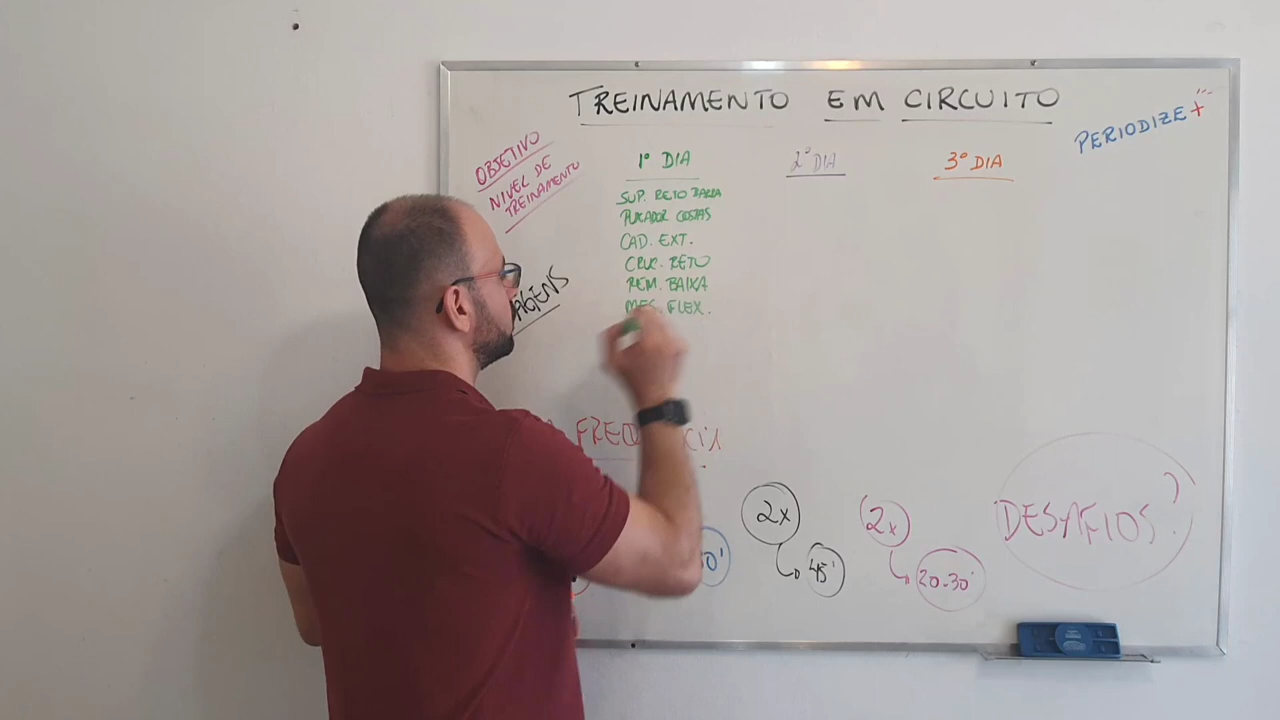 TREINAMENTO EM CIRCUITO
PERIODIZE+
OBJETIVO
NIVEL DE
TREINAMENTO
1º DIA
2º DIA
3º DIA
SUP. RETO BARRA
PUXADOR COSTAS
CAD. EXT.
CRUC. RETO
REM. BAIXA
MES. FLEX.
2x
45'
2x
20-30'
DESAFIOS?